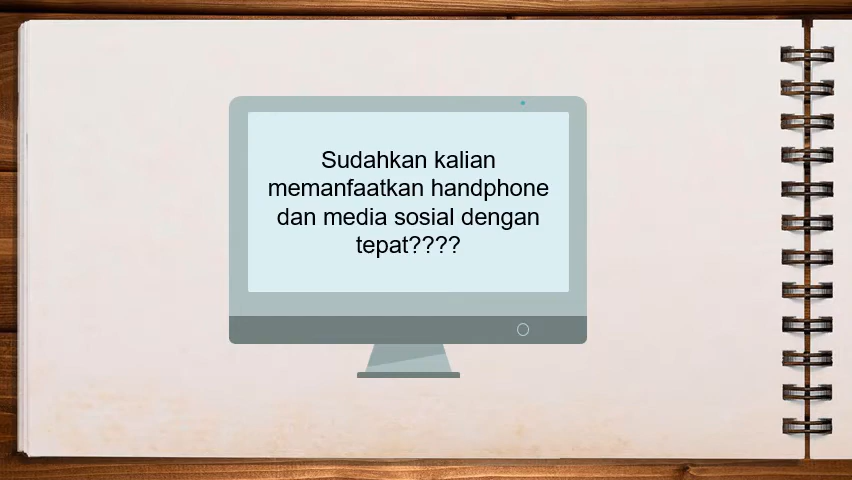 Sudahkan kalian
memanfaatkan handphone
dan media sosial dengan
tepat????